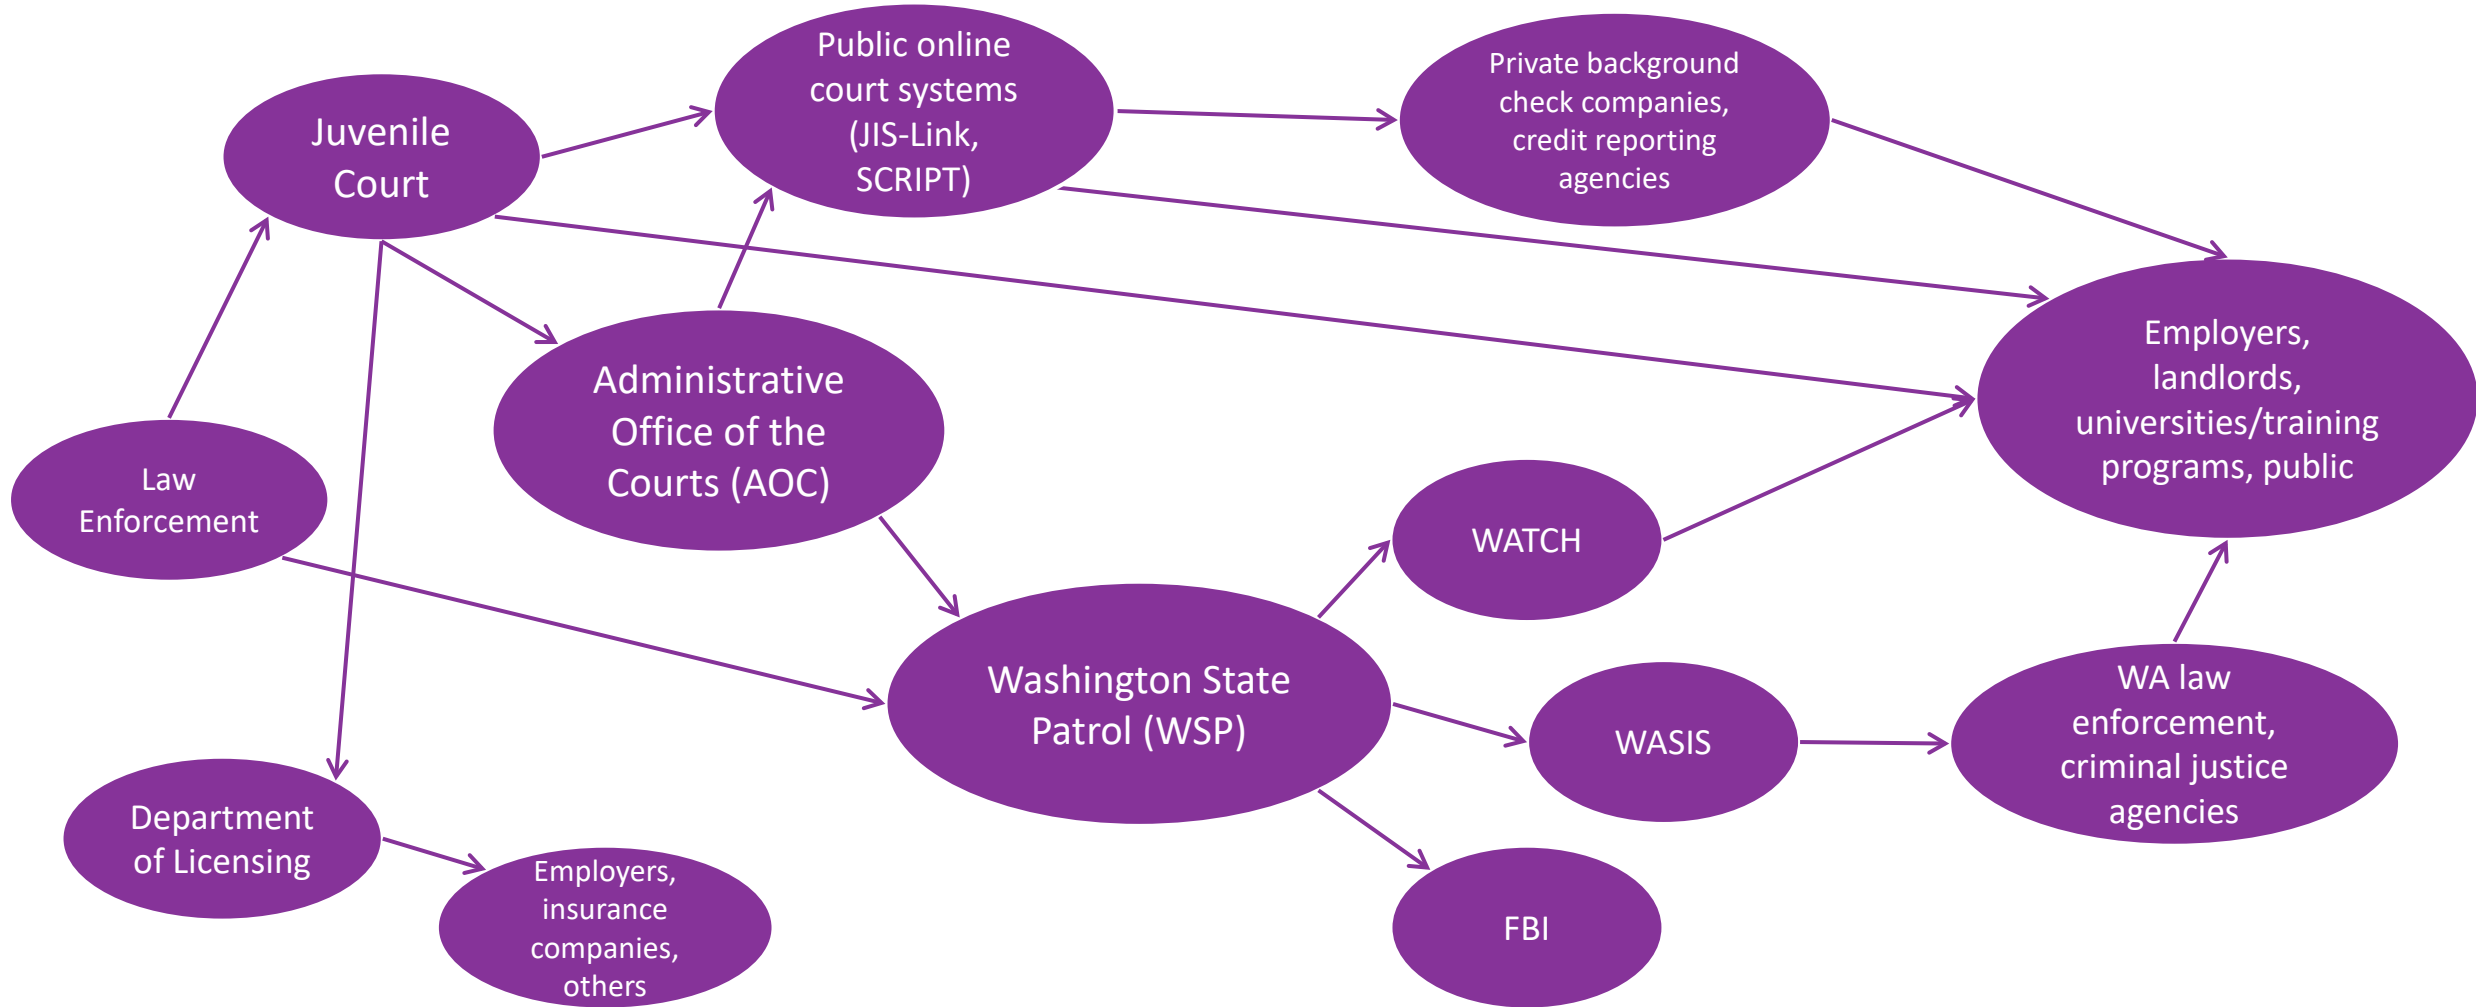 Public online
court systems
(JIS-Link,
SCRIPT)
Private background
check companies,
credit reporting
agencies
Juvenile
Court
Employers,
landlords,
universities/training
programs, public
Administrative
Office of the
Courts (AOC)
Law
Enforcement
WATCH
Washington State
Patrol (WSP)
WASIS
WA law
enforcement,
criminal justice
agencies
Department
of Licensing
Employers,
insurance
companies,
others
FBI